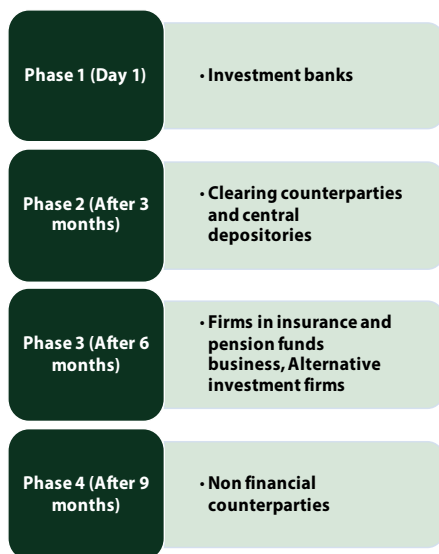 Phase 1 (Day 1)
• Investment banks
Phase 2 (After 3
months)
• Clearing counterparties
and central
depositories
Phase 3 (After 6
months)
• Firms in insurance and
pension funds
business, Alternative
investment firms
Phase 4 (After 9
months)
• Non financial
counterparties